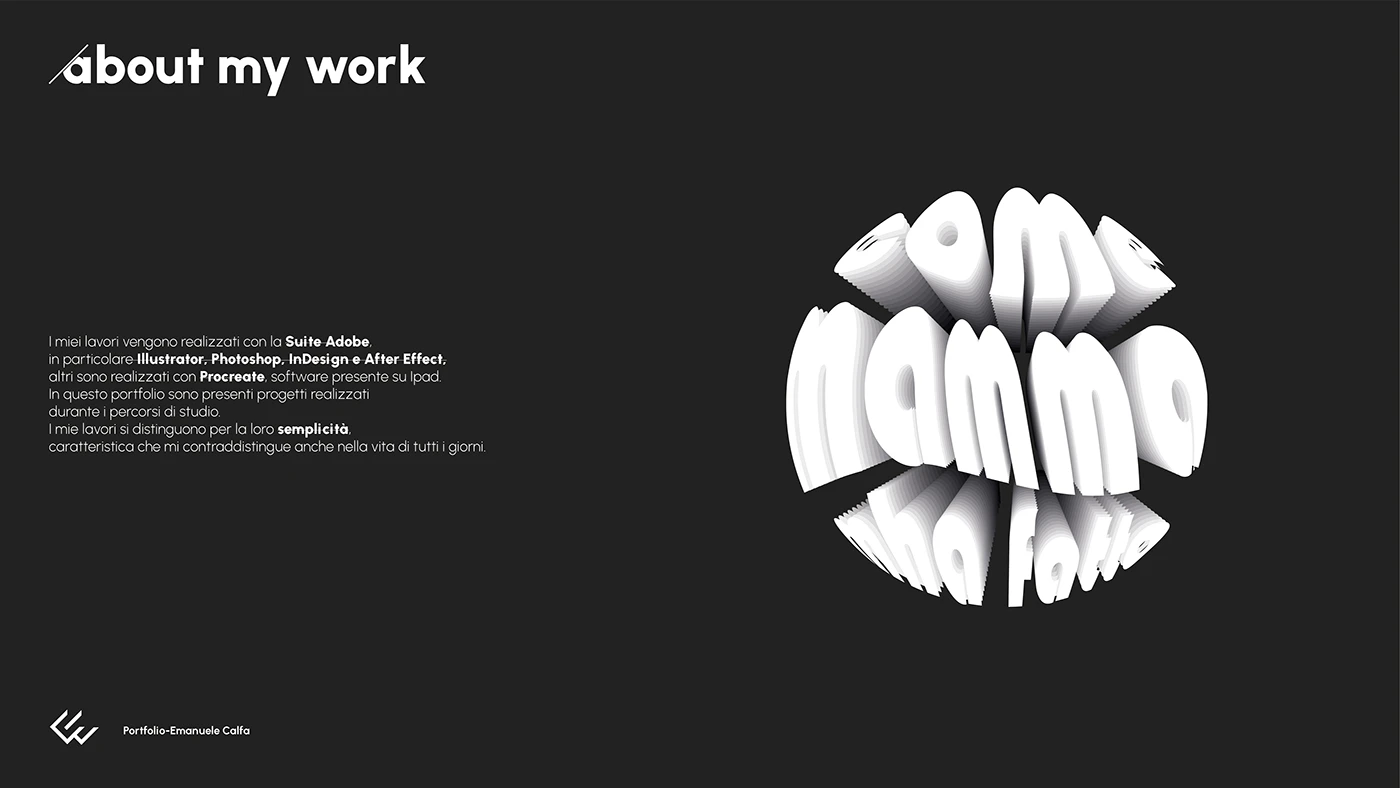 about my work
I miei lavori vengono realizzati con la Suite Adobe,
in particolare Illustrator, Photoshop, InDesign e After Effect,
altri sono realizzati con Procreate, software presente su Ipad.
In questo portfolio sono presenti progetti realizzati
durante i percorsi di studio.
I mie lavori si distinguono per la loro semplicità,
caratteristica che mi contraddistingue anche nella vita di tutti i giorni.
come
mamma
mha fatto
Portfolio-Emanuele Calfa